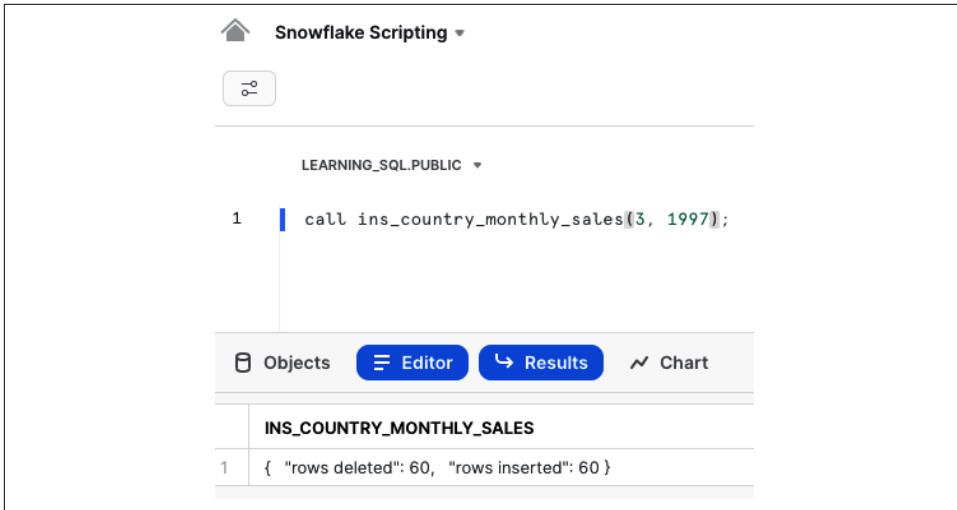 Snowflake Scripting
LEARNING_SQL.PUBLIC
1 call ins_country_monthly_sales(3, 1997);
Objects Editor Results Chart
INS_COUNTRY_MONTHLY_SALES
1 { "rows deleted": 60, "rows inserted": 60 }